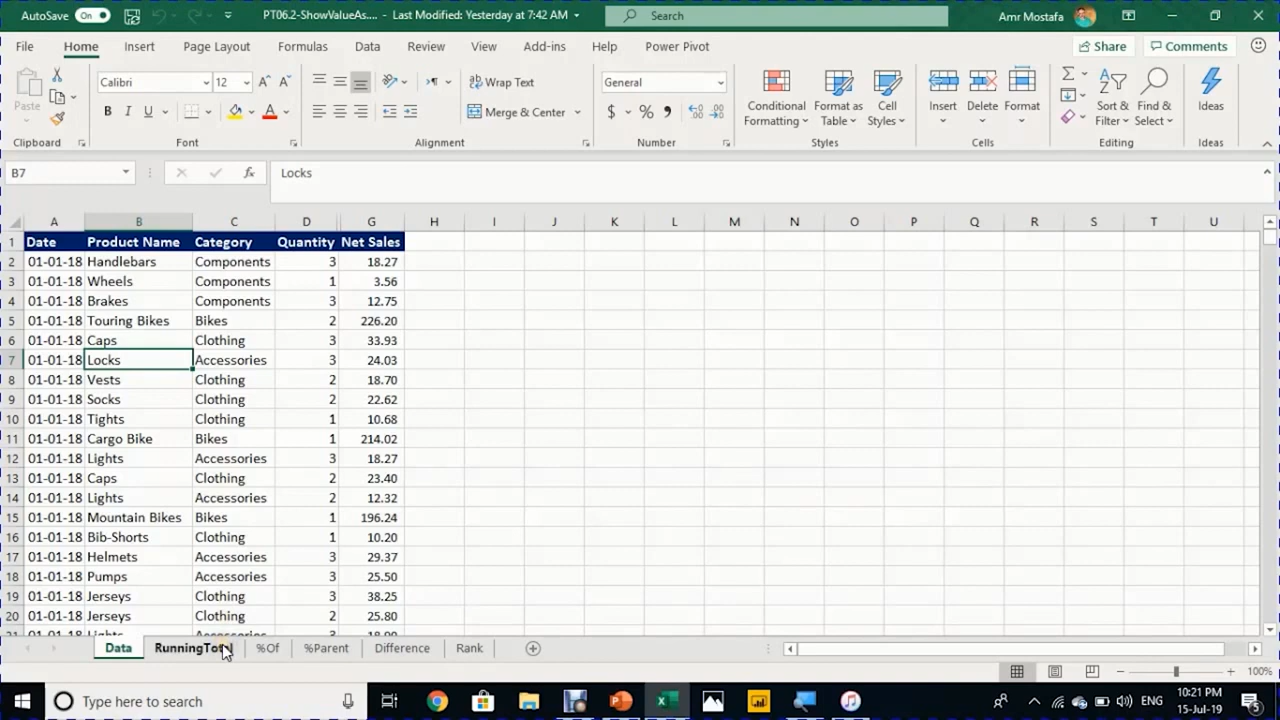 AutoSave On PT06.2-ShowValueAs.... - Last Modified: Yesterday at 7:42 AM Search Amr Mostafa
File Home Insert Page Layout Formulas Data Review View Add-ins Help Power Pivot Share Comments
Calibri 12 Wrap Text General
Paste B I U Merge & Center $ % Conditional Formatting Format as Table Cell Styles Insert Delete Format Sort & Filter Find & Select Ideas
Clipboard Font Alignment Number Styles Cells Editing Ideas
B7 fx Locks
A B C D G H I J K L M N O P Q R S T U
1 Date Product Name Category Quantity Net Sales
2 01-01-18 Handlebars Components 3 18.27
3 01-01-18 Wheels Components 1 3.56
4 01-01-18 Brakes Components 3 12.75
5 01-01-18 Touring Bikes Bikes 2 226.20
6 01-01-18 Caps Clothing 3 33.93
7 01-01-18 Locks Accessories 3 24.03
8 01-01-18 Vests Clothing 2 18.70
9 01-01-18 Socks Clothing 2 22.62
10 01-01-18 Tights Clothing 1 10.68
11 01-01-18 Cargo Bike Bikes 1 214.02
12 01-01-18 Lights Accessories 3 18.27
13 01-01-18 Caps Clothing 2 23.40
14 01-01-18 Lights Accessories 2 12.32
15 01-01-18 Mountain Bikes Bikes 1 196.24
16 01-01-18 Bib-Shorts Clothing 1 10.20
17 01-01-18 Helmets Accessories 3 29.37
18 01-01-18 Pumps Accessories 3 25.50
19 01-01-18 Jerseys Clothing 3 38.25
20 01-01-18 Jerseys Clothing 2 25.80
Data %Of %Parent Difference Rank
100%
Type here to search ENG 10:21 PM
15-Jul-19 5